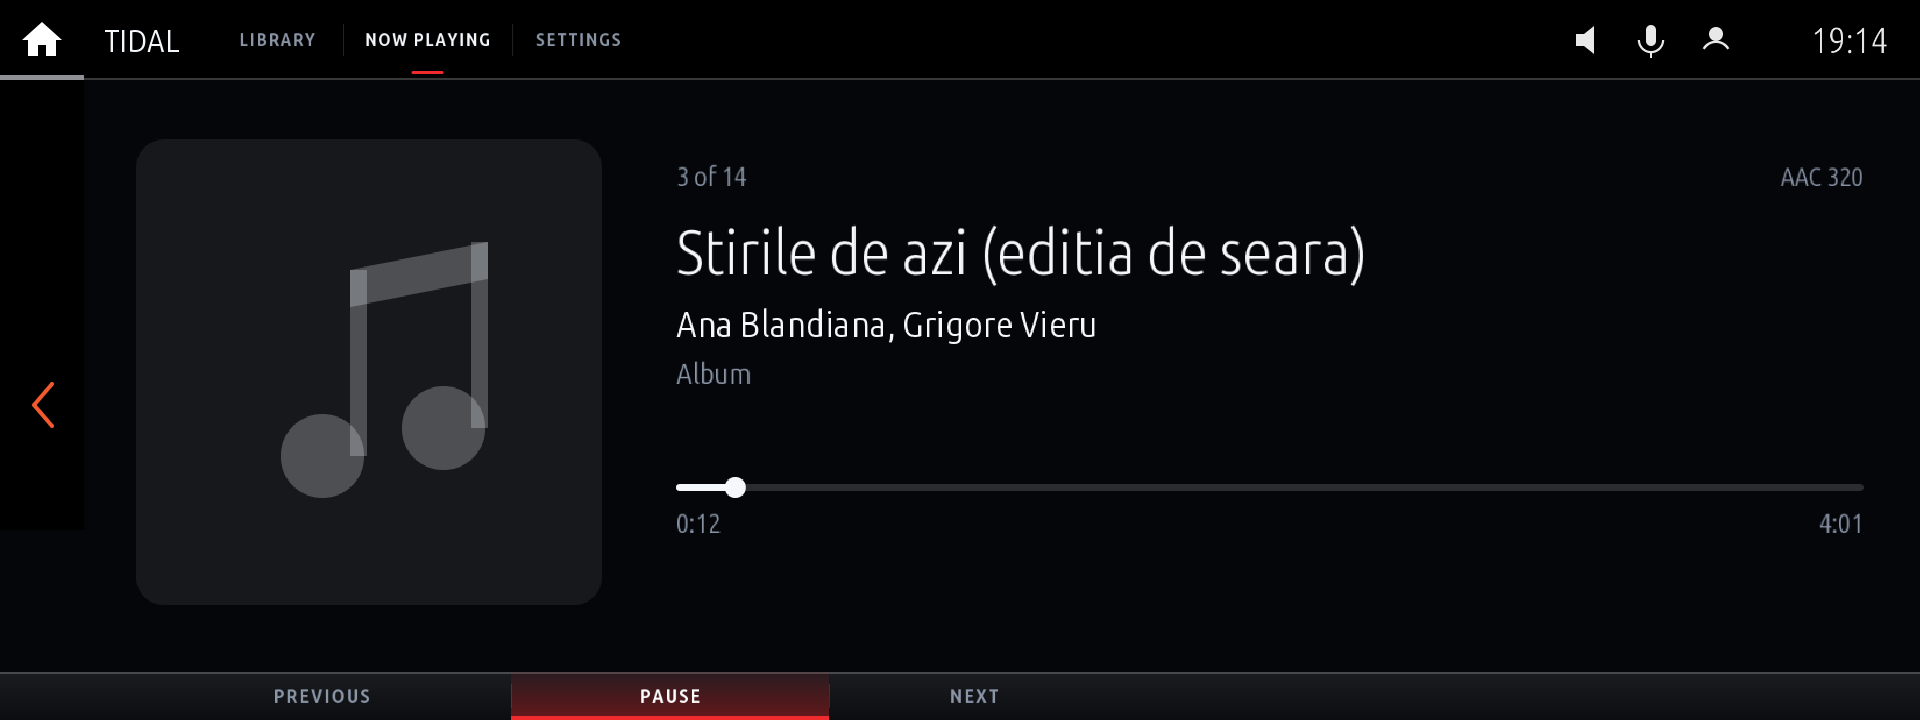 TIDAL LIBRARY NOW PLAYING SETTINGS 19:14
3 of 14 AAC 320
Stirile de azi (editia de seara)
Ana Blandiana, Grigore Vieru
Album
0:12 4:01
PREVIOUS PAUSE NEXT